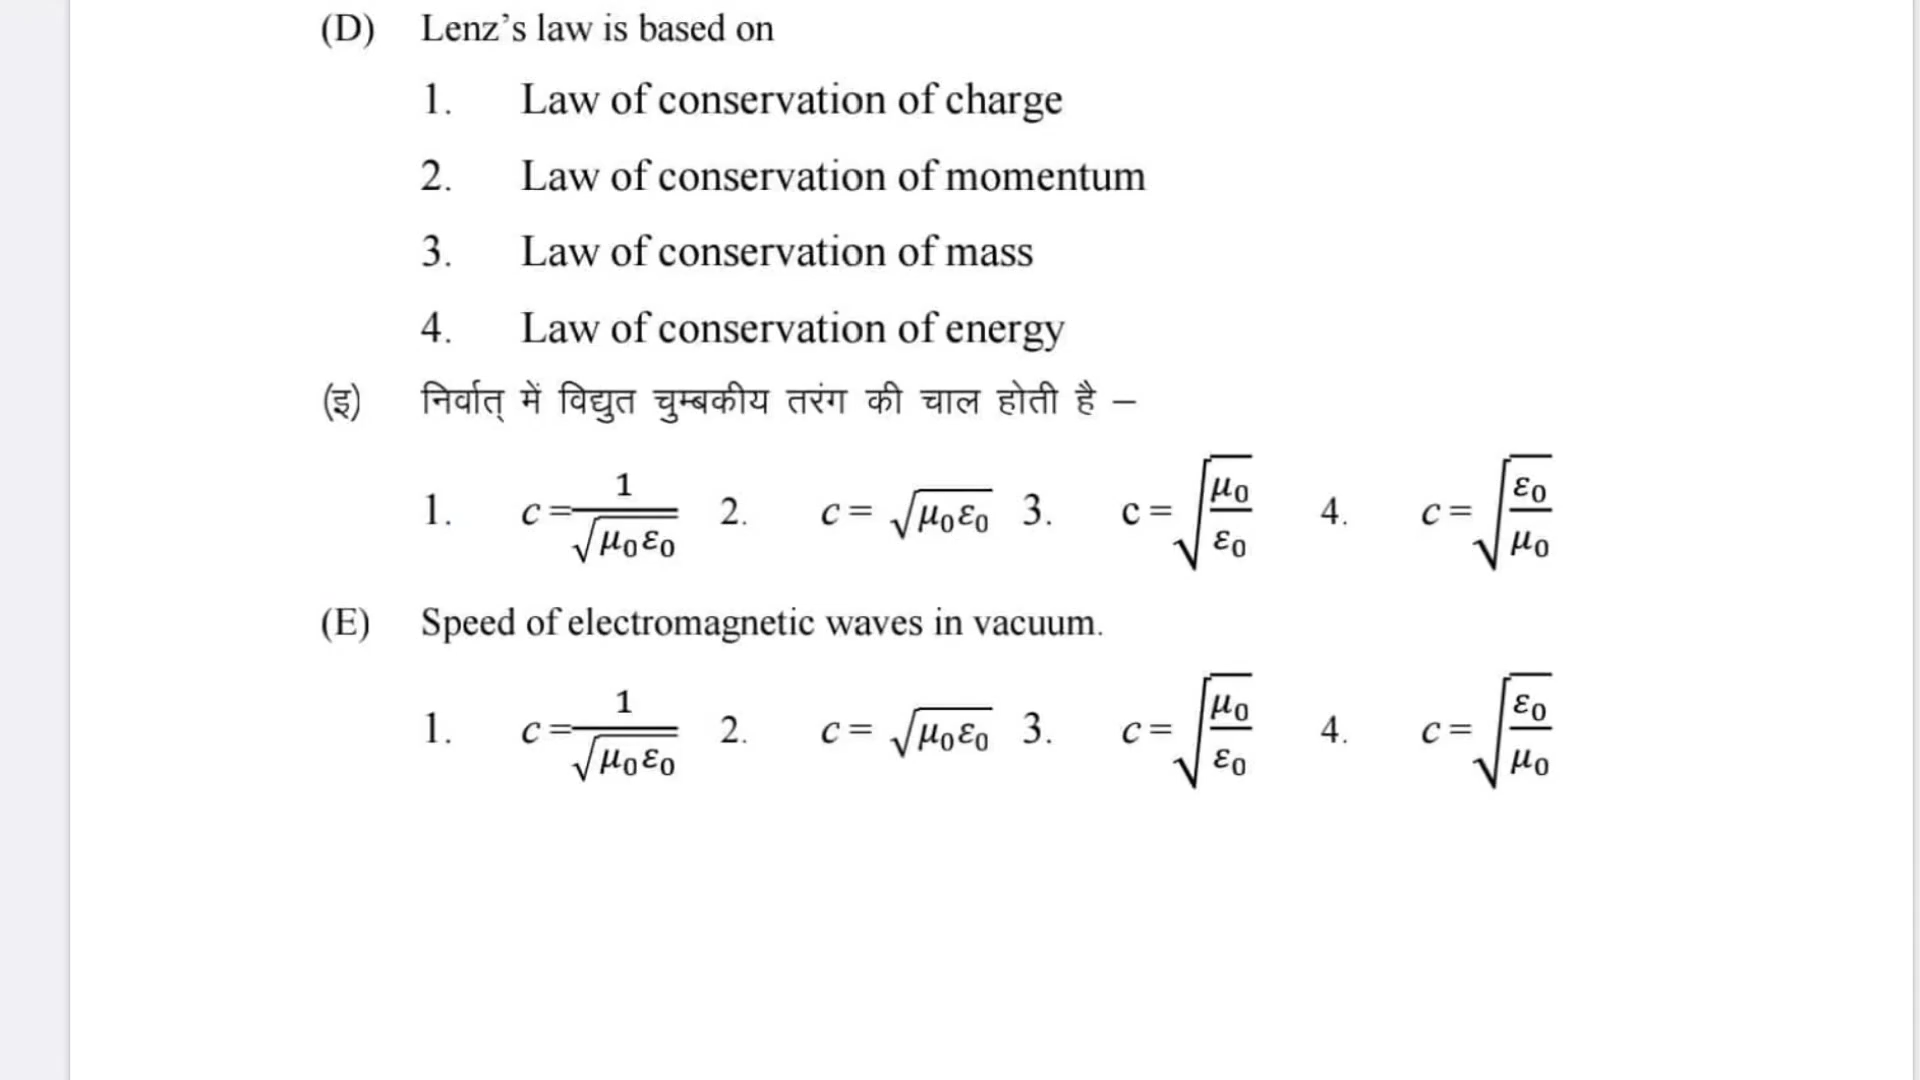 (D) Lenz’s law is based on
1. Law of conservation of charge
2. Law of conservation of momentum
3. Law of conservation of mass
4. Law of conservation of energy
(इ) निर्वात् में विद्युत चुम्बकीय तरंग की चाल होती है –
1. c = 1/√(μ₀ε₀) 2. c = √(μ₀ε₀) 3. c = √(μ₀/ε₀) 4. c = √(ε₀/μ₀)
(E) Speed of electromagnetic waves in vacuum.
1. c = 1/√(μ₀ε₀) 2. c = √(μ₀ε₀) 3. c = √(μ₀/ε₀) 4. c = √(ε₀/μ₀)